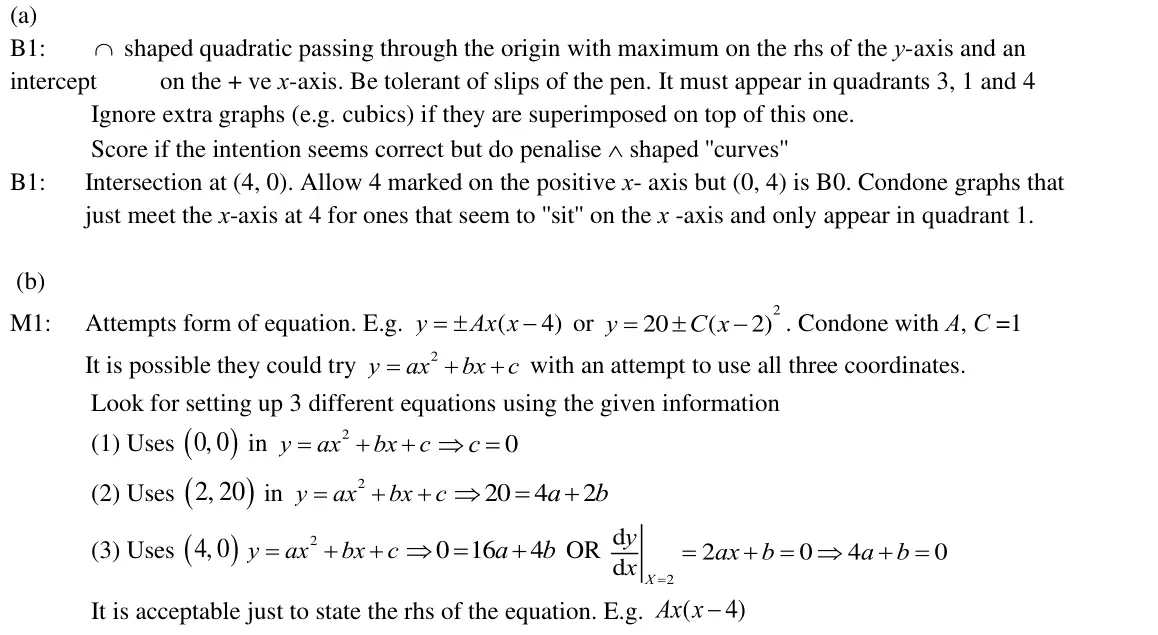 (a)
B1: ∩ shaped quadratic passing through the origin with maximum on the rhs of the y-axis and an
intercept on the + ve x-axis. Be tolerant of slips of the pen. It must appear in quadrants 3, 1 and 4
Ignore extra graphs (e.g. cubics) if they are superimposed on top of this one.
Score if the intention seems correct but do penalise ∧ shaped "curves"
B1: Intersection at (4, 0). Allow 4 marked on the positive x- axis but (0, 4) is B0. Condone graphs that
just meet the x-axis at 4 for ones that seem to "sit" on the x -axis and only appear in quadrant 1.
(b)
M1: Attempts form of equation. E.g. y = ±Ax(x − 4) or y = 20 ± C(x − 2)² . Condone with A, C =1
It is possible they could try y = ax² + bx + c with an attempt to use all three coordinates.
Look for setting up 3 different equations using the given information
(1) Uses (0, 0) in y = ax² + bx + c ⇒ c = 0
(2) Uses (2, 20) in y = ax² + bx + c ⇒ 20 = 4a + 2b
(3) Uses (4, 0) y = ax² + bx + c ⇒ 0 = 16a + 4b OR dy/dx|X=2 = 2ax + b = 0 ⇒ 4a + b = 0
It is acceptable just to state the rhs of the equation. E.g. Ax(x − 4)